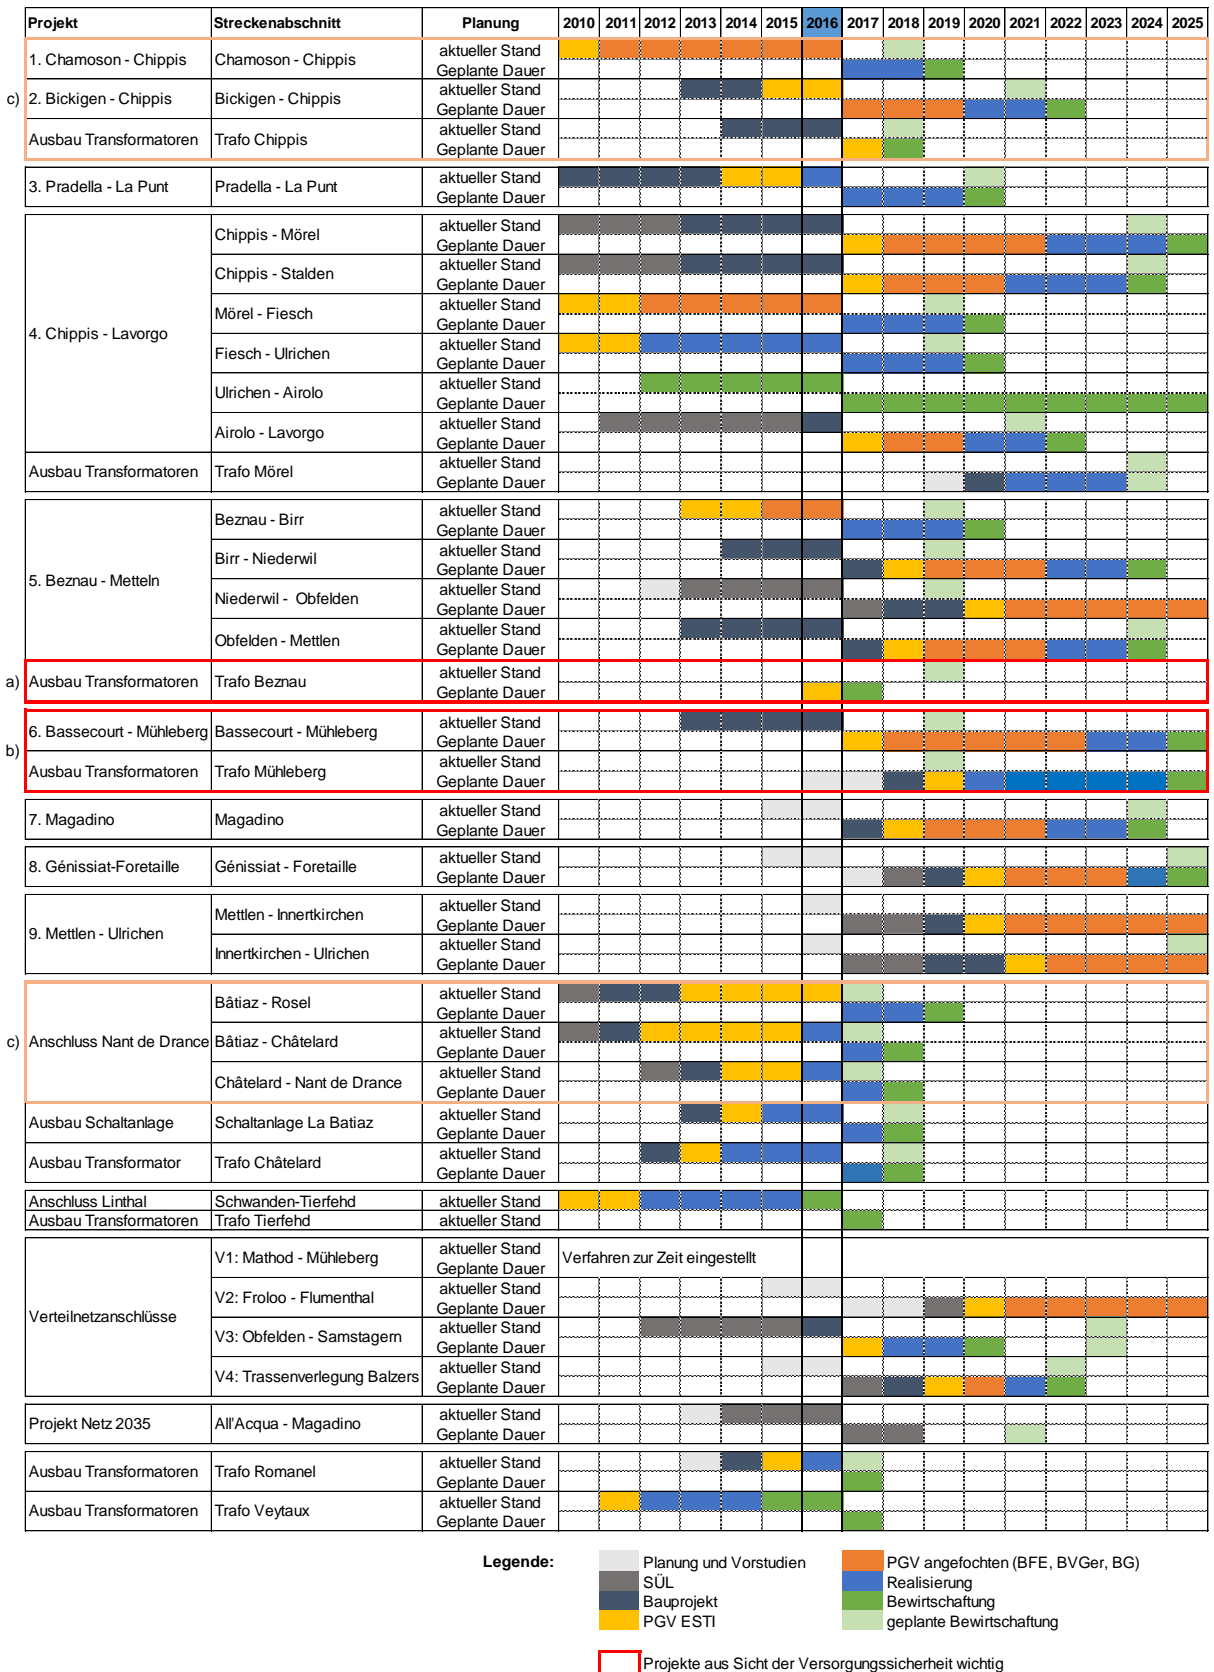 Projekt Streckenabschnitt Planung 2010 2011 2012 2013 2014 2015 2016 2017 2018 2019 2020 2021 2022 2023 2024 2025
1. Chamoson - Chippis Chamoson - Chippis aktueller Stand
Geplante Dauer
c) 2. Bickigen - Chippis Bickigen - Chippis aktueller Stand
Geplante Dauer
Ausbau Transformatoren Trafo Chippis aktueller Stand
Geplante Dauer
3. Pradella - La Punt Pradella - La Punt aktueller Stand
Geplante Dauer
4. Chippis - Lavorgo Chippis - Mörel aktueller Stand
Geplante Dauer
Chippis - Stalden aktueller Stand
Geplante Dauer
Mörel - Fiesch aktueller Stand
Geplante Dauer
Fiesch - Ulrichen aktueller Stand
Geplante Dauer
Ulrichen - Airolo aktueller Stand
Geplante Dauer
Airolo - Lavorgo aktueller Stand
Geplante Dauer
Ausbau Transformatoren Trafo Mörel aktueller Stand
Geplante Dauer
5. Beznau - Metteln Beznau - Birr aktueller Stand
Geplante Dauer
Birr - Niederwil aktueller Stand
Geplante Dauer
Niederwil - Obfelden aktueller Stand
Geplante Dauer
Obfelden - Mettlen aktueller Stand
Geplante Dauer
a) Ausbau Transformatoren Trafo Beznau aktueller Stand
Geplante Dauer
b) 6. Bassecourt - Mühleberg Bassecourt - Mühleberg aktueller Stand
Geplante Dauer
Ausbau Transformatoren Trafo Mühleberg aktueller Stand
Geplante Dauer
7. Magadino Magadino aktueller Stand
Geplante Dauer
8. Génissiat-Foretaille Génissiat - Foretaille aktueller Stand
Geplante Dauer
9. Mettlen - Ulrichen Mettlen - Innertkirchen aktueller Stand
Geplante Dauer
Innertkirchen - Ulrichen aktueller Stand
Geplante Dauer
c) Anschluss Nant de Drance Bâtiaz - Rosel aktueller Stand
Geplante Dauer
Bâtiaz - Châtelard aktueller Stand
Geplante Dauer
Châtelard - Nant de Drance aktueller Stand
Geplante Dauer
Ausbau Schaltanlage Schaltanlage La Batiaz aktueller Stand
Geplante Dauer
Ausbau Transformator Trafo Châtelard aktueller Stand
Geplante Dauer
Anschluss Linthal Schwanden-Tierfehd aktueller Stand
Ausbau Transformatoren Trafo Tierfehd aktueller Stand
Verteilnetzanschlüsse V1: Mathod - Mühleberg aktueller Stand Verfahren zur Zeit eingestellt
Geplante Dauer
V2: Froloo - Flumenthal aktueller Stand
Geplante Dauer
V3: Obfelden - Samstagern aktueller Stand
Geplante Dauer
V4: Trassenverlegung Balzers aktueller Stand
Geplante Dauer
Projekt Netz 2035 All'Acqua - Magadino aktueller Stand
Geplante Dauer
Ausbau Transformatoren Trafo Romanel aktueller Stand
Geplante Dauer
Ausbau Transformatoren Trafo Veytaux aktueller Stand
Geplante Dauer
Legende: Planung und Vorstudien PGV angefochten (BFE, BVGer, BG)
SÜL Realisierung
Bauprojekt Bewirtschaftung
PGV ESTI geplante Bewirtschaftung
Projekte aus Sicht der Versorgungssicherheit wichtig